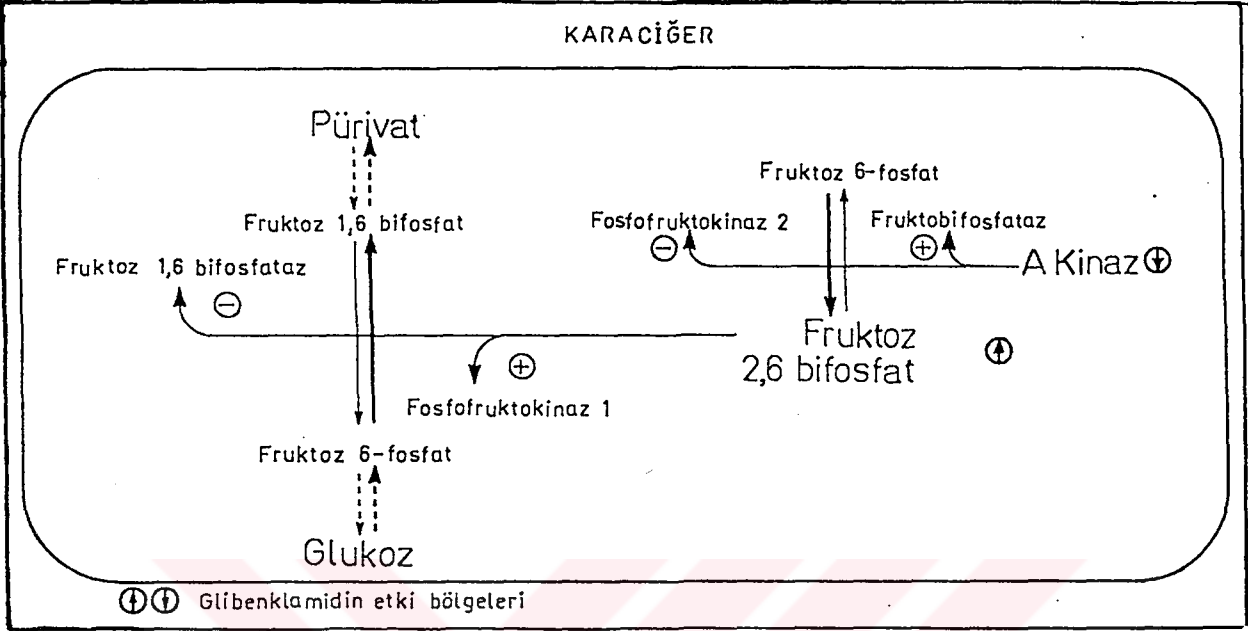 KARACİĞER
Pürivat
Fruktoz 6-fosfat
Fruktoz 1,6 bifosfat
Fosfofruktokinaz 2
Fruktobifosfataz
Fruktoz 1,6 bifosfataz
A Kinaz
Fruktoz
2,6 bifosfat
Fosfofruktokinaz 1
Fruktoz 6-fosfat
Glukoz
Glibenklamidin etki bölgeleri